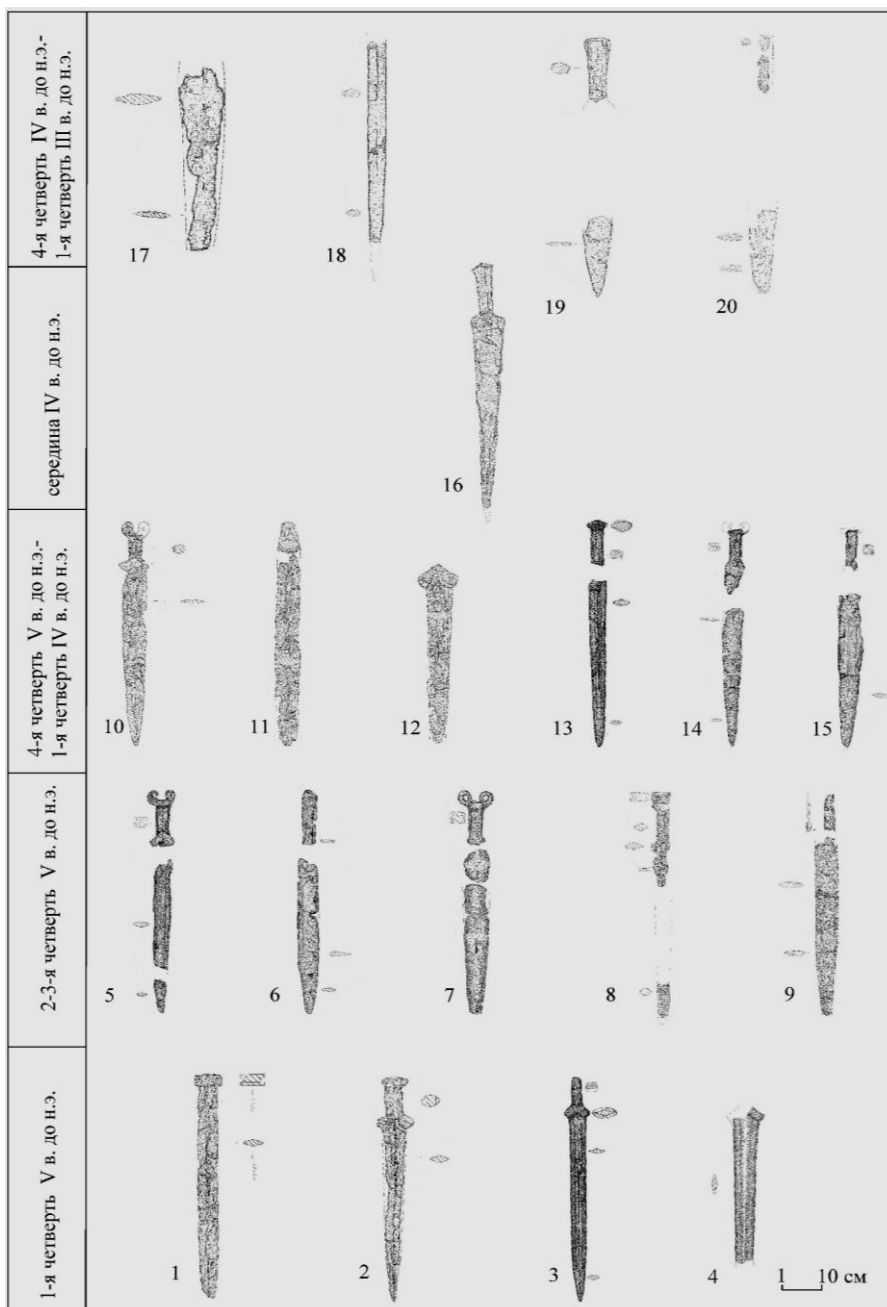 4-я четверть IV в. до н.э.-
1-я четверть III в. до н.э.
17
18
19
20
середина IV в. до н.э.
16
4-я четверть V в. до н.э.-
1-я четверть IV в. до н.э.
10
11
12
13
14
15
2-3-я четверть V в. до н.э.
5
6
7
8
9
1-я четверть V в. до н.э.
1
2
3
4
1 10 см